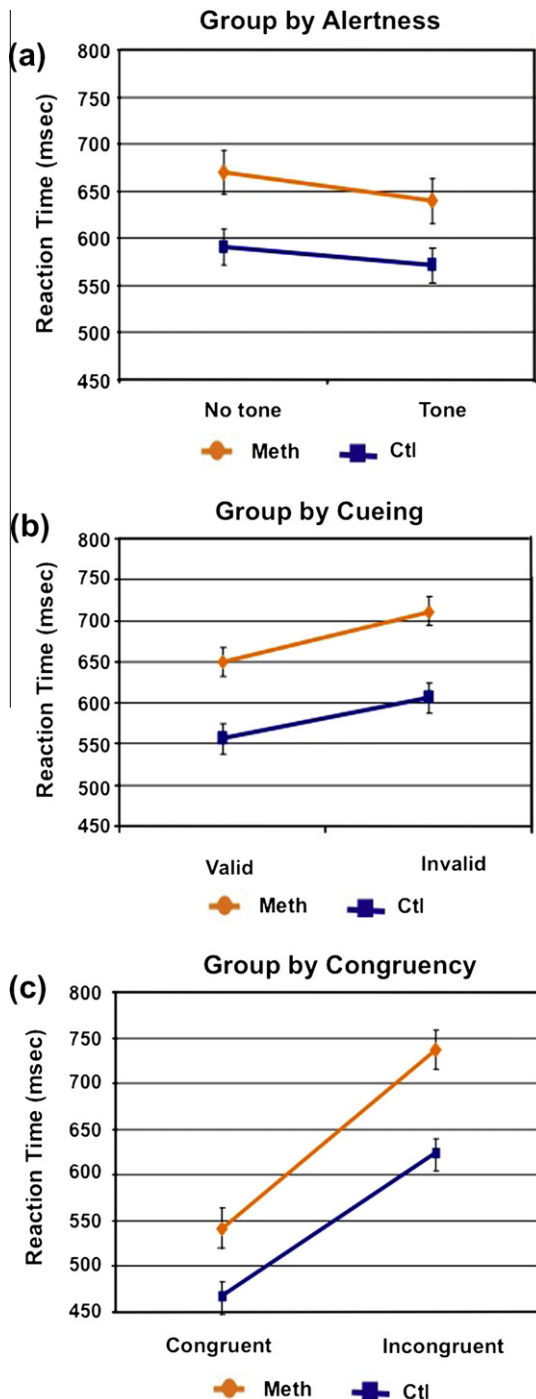 Group by Alertness
(a)
Reaction Time (msec)
800
750
700
650
600
550
500
450
No tone Tone
Meth Ctl
Group by Cueing
(b)
Reaction Time (msec)
800
750
700
650
600
550
500
450
Valid Invalid
Meth Ctl
Group by Congruency
(c)
Reaction Time (msec)
800
750
700
650
600
550
500
450
Congruent Incongruent
Meth Ctl